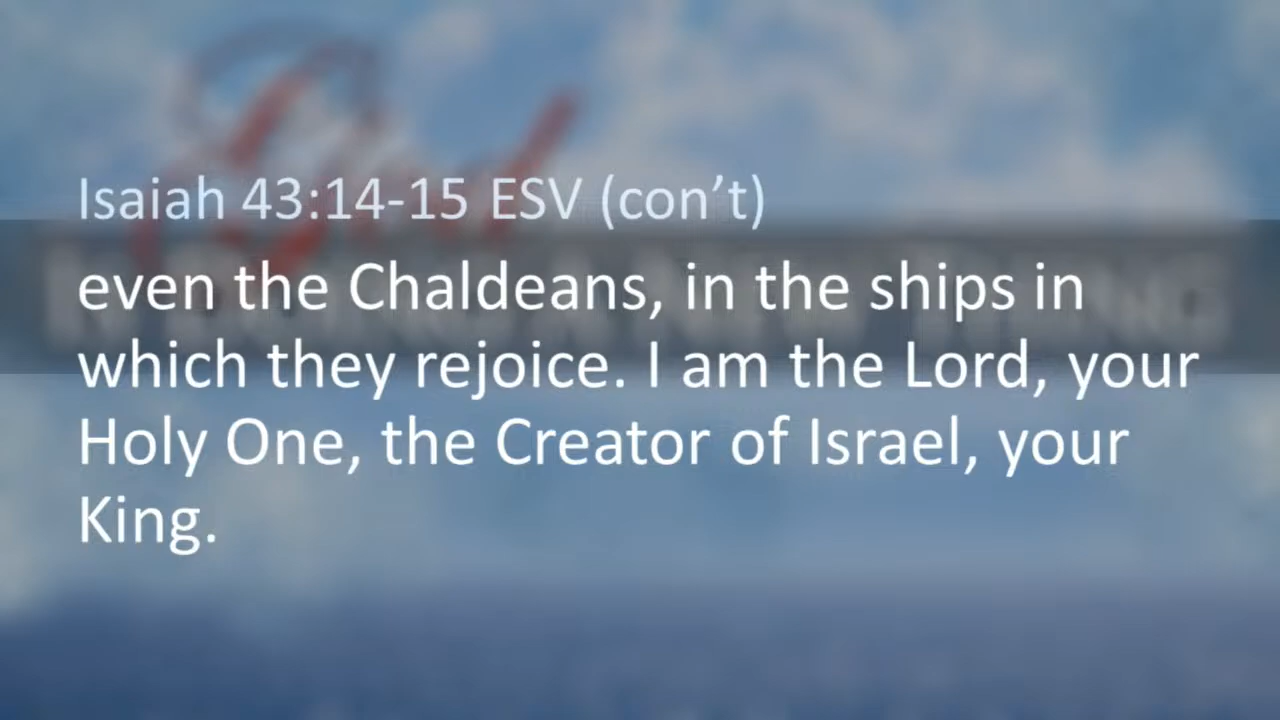 God
Isaiah 43:14-15 ESV (con’t)
even the Chaldeans, in the ships in
which they rejoice. I am the Lord, your
Holy One, the Creator of Israel, your
King.